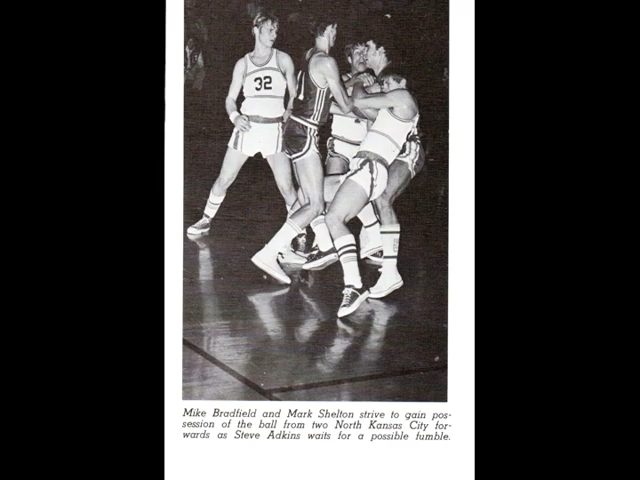 32
Mike Bradfield and Mark Shelton strive to gain pos-
session of the ball from two North Kansas City for-
wards as Steve Adkins waits for a possible fumble.